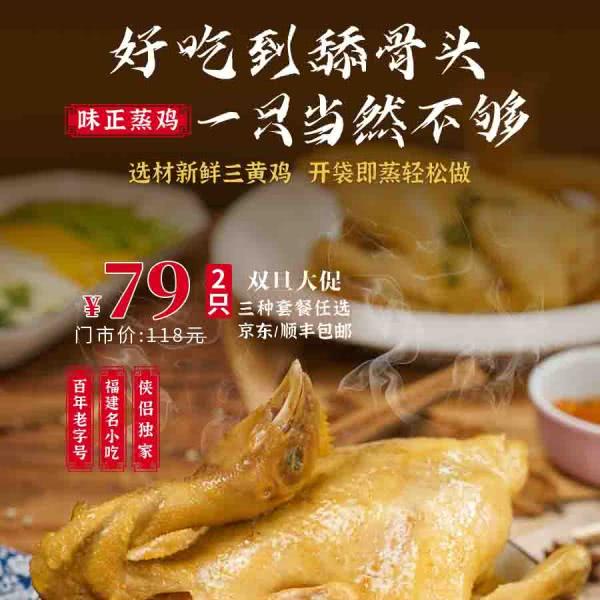 好吃到舔骨头
味正蒸鸡
一只当然不够
选材新鲜三黄鸡 开袋即蒸轻松做
¥79
2只
双旦大促
三种套餐任选
门市价:118元
京东/顺丰包邮
百年老字号
福建名小吃
侠侣独家